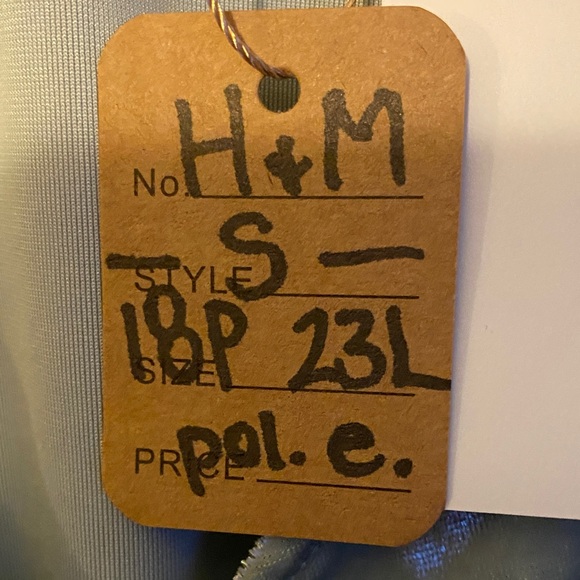 No. H & M
— S —
STYLE
18P 23L
SIZE
pol. e.
PRICE